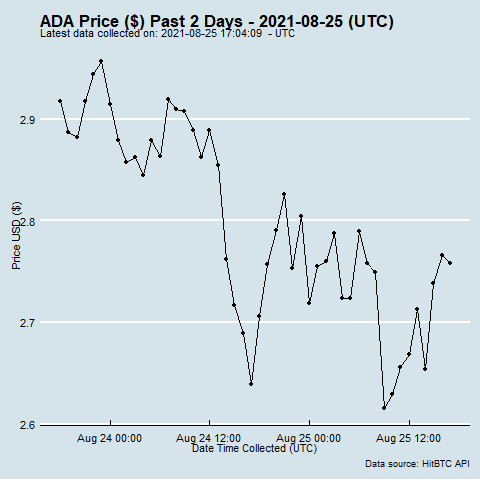 ADA Price ($) Past 2 Days - 2021-08-25 (UTC)
Latest data collected on: 2021-08-25 17:04:09  - UTC
Price USD ($)
2.9
2.8
2.7
2.6
Aug 24 00:00
Aug 24 12:00
Aug 25 00:00
Aug 25 12:00
Date Time Collected (UTC)
Data source: HitBTC API